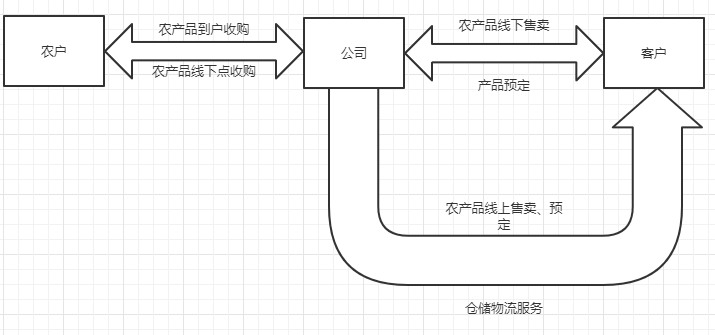 农户
农产品到户收购
农产品线下点收购
公司
农产品线下售卖
产品预定
客户
农产品线上售卖、预
定
仓储物流服务